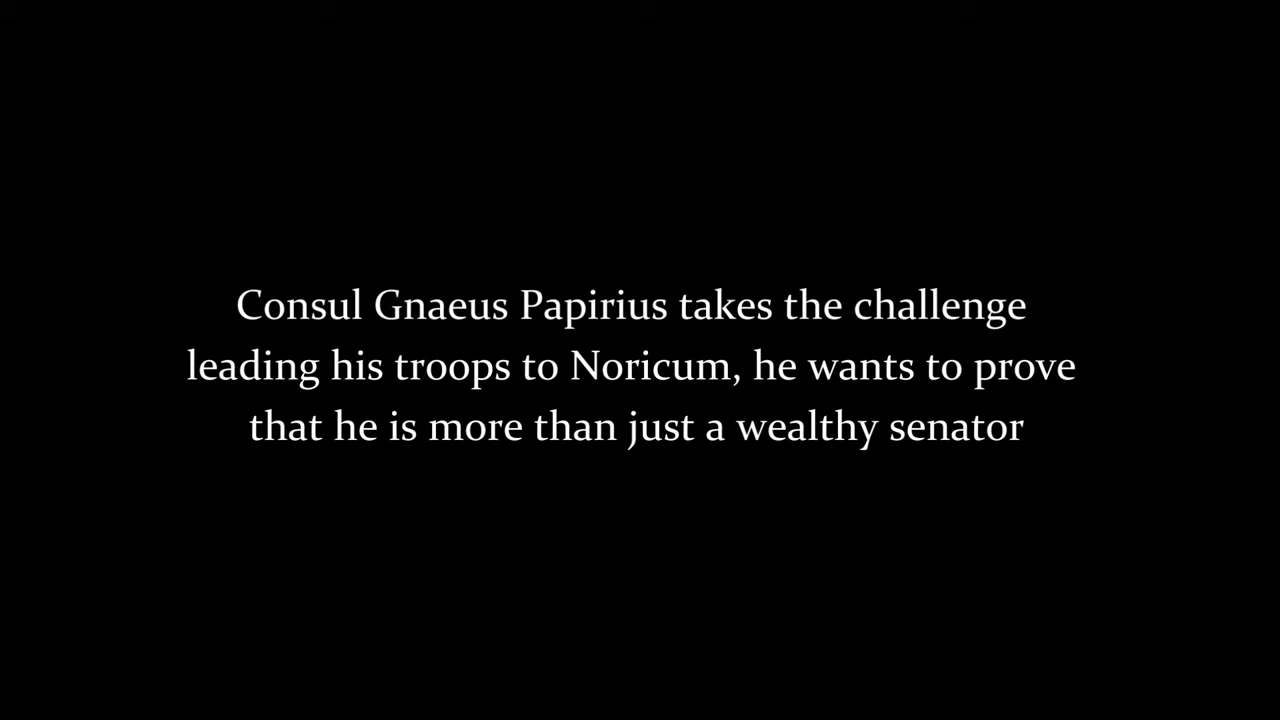 Consul Gnaeus Papirius takes the challenge
leading his troops to Noricum, he wants to prove
that he is more than just a wealthy senator